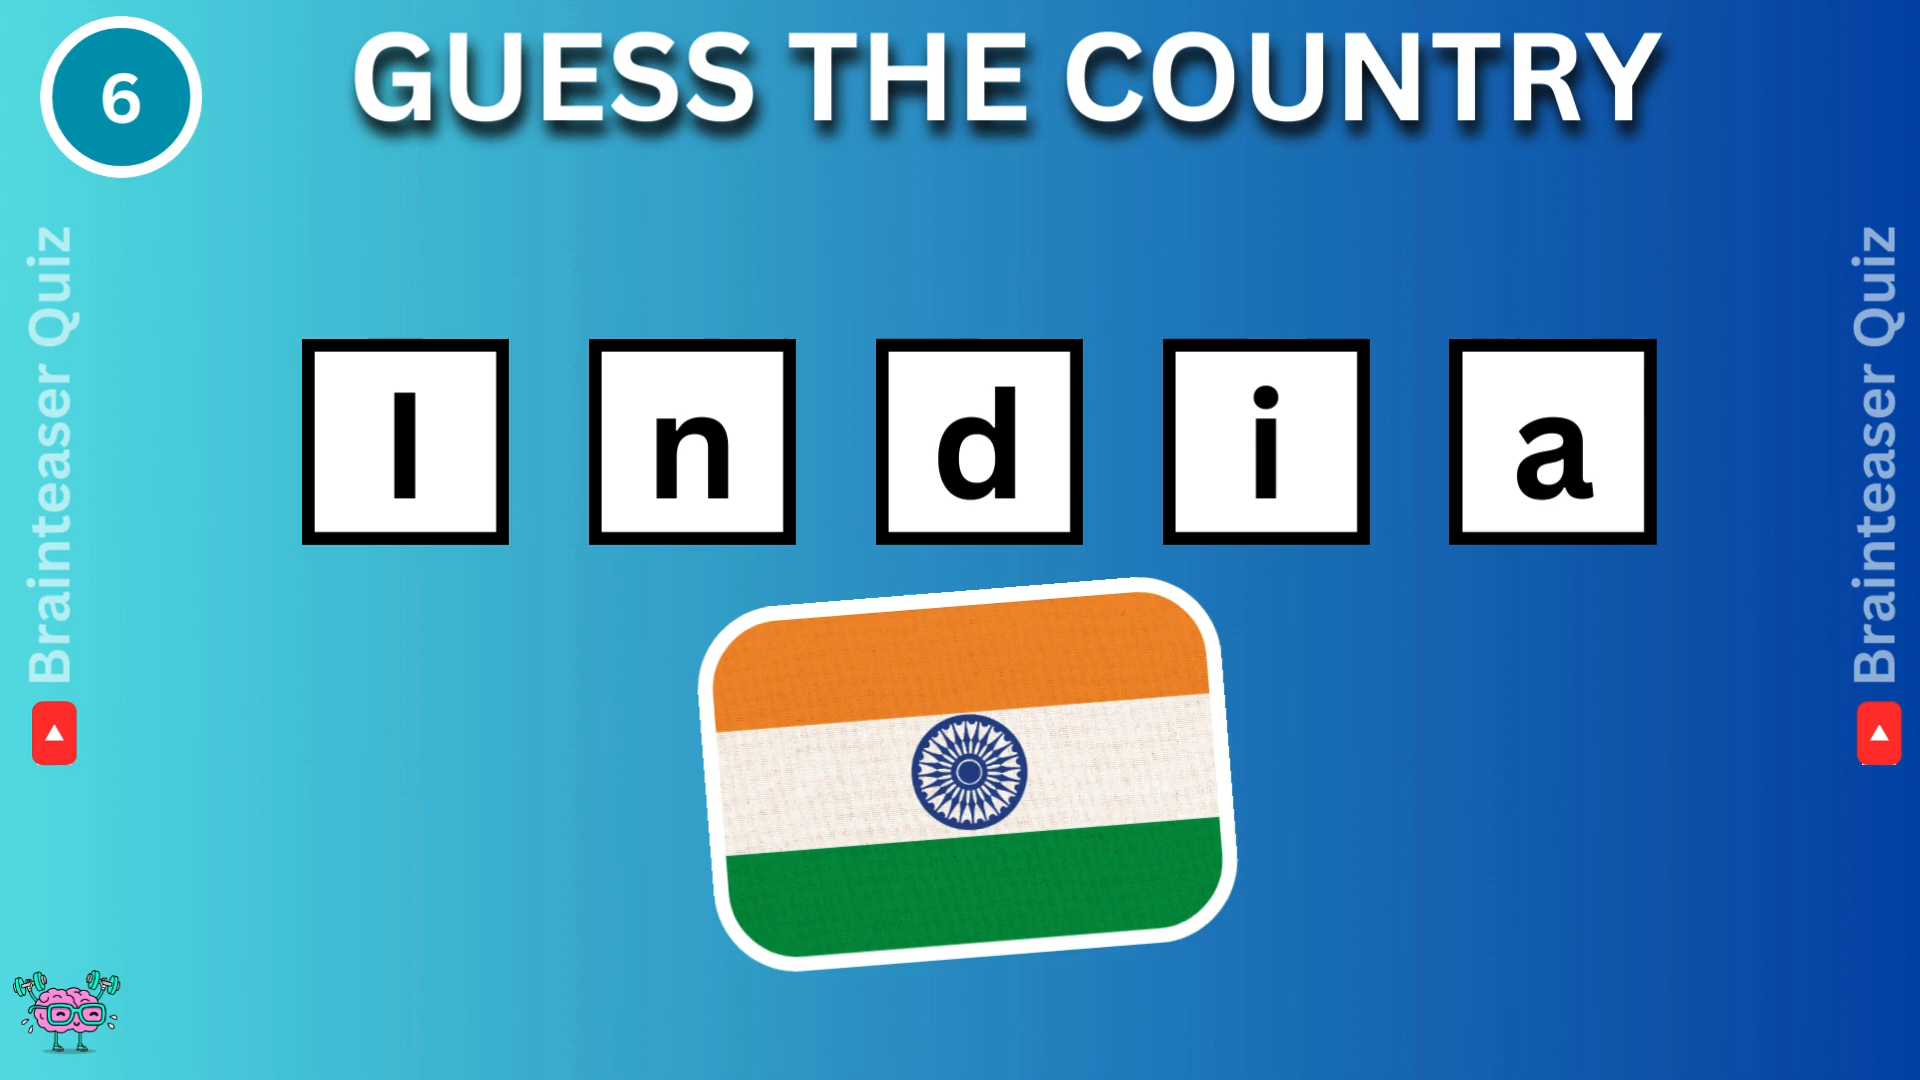 6
GUESS THE COUNTRY
I n d i a
Brainteaser Quiz
Brainteaser Quiz